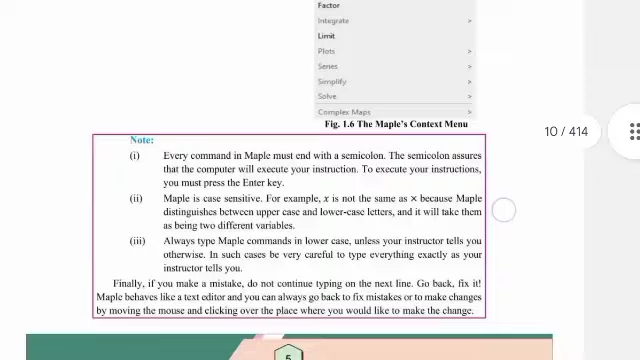 Factor
Integrate >
Limit
Plots >
Series >
Simplify >
Solve >
Complex Maps >
Fig. 1.6 The Maple's Context Menu
10 / 414
Note:
(i) Every command in Maple must end with a semicolon. The semicolon assures
that the computer will execute your instruction. To execute your instructions,
you must press the Enter key.
(ii) Maple is case sensitive. For example, x is not the same as × because Maple
distinguishes between upper case and lower-case letters, and it will take them
as being two different variables.
(iii) Always type Maple commands in lower case, unless your instructor tells you
otherwise. In such cases be very careful to type everything exactly as your
instructor tells you.
Finally, if you make a mistake, do not continue typing on the next line. Go back, fix it!
Maple behaves like a text editor and you can always go back to fix mistakes or to make changes
by moving the mouse and clicking over the place where you would like to make the change.
5